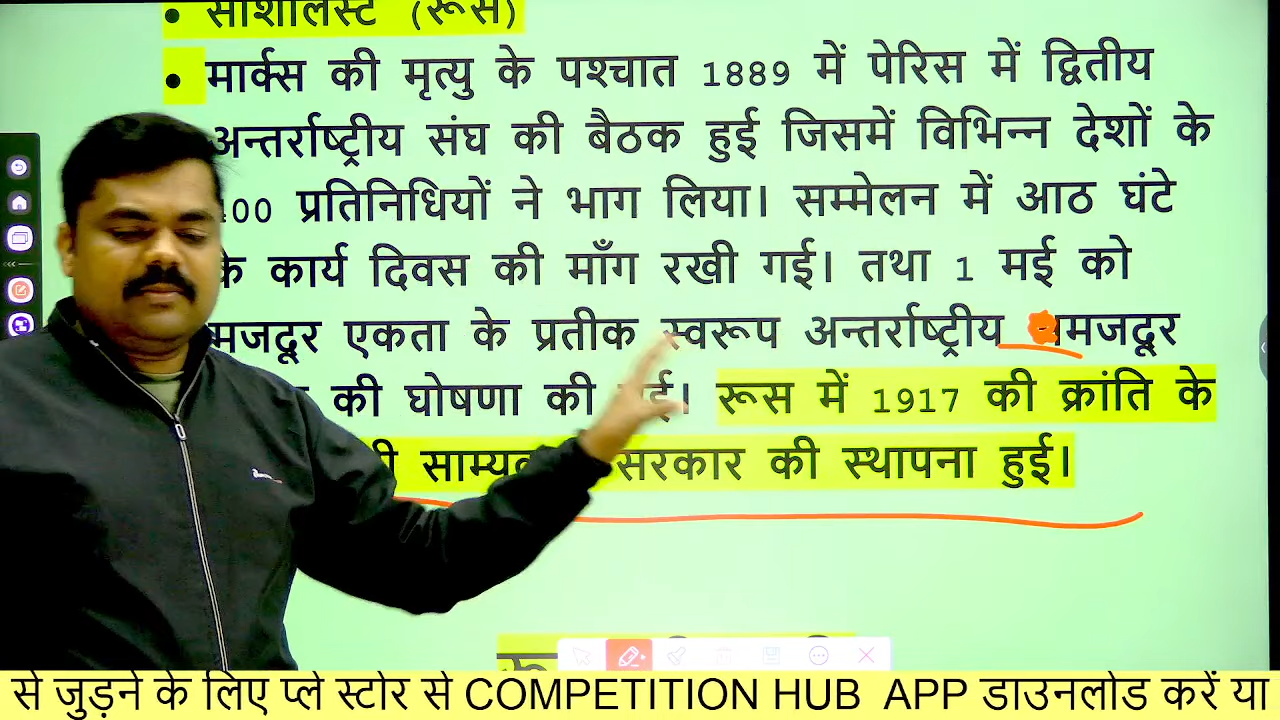 • सोशलिस्ट (रूस)
• मार्क्स की मृत्यु के पश्चात 1889 में पेरिस में द्वितीय
अन्तर्राष्ट्रीय संघ की बैठक हुई जिसमें विभिन्न देशों के
00 प्रतिनिधियों ने भाग लिया। सम्मेलन में आठ घंटे
के कार्य दिवस की माँग रखी गई। तथा 1 मई को
मजदूर एकता के प्रतीक स्वरूप अन्तर्राष्ट्रीय मजदूर
की घोषणा की गई। रूस में 1917 की क्रांति के
सरकार की स्थापना हुई।
से जुड़ने के लिए प्ले स्टोर से COMPETITION HUB APP डाउनलोड करें या